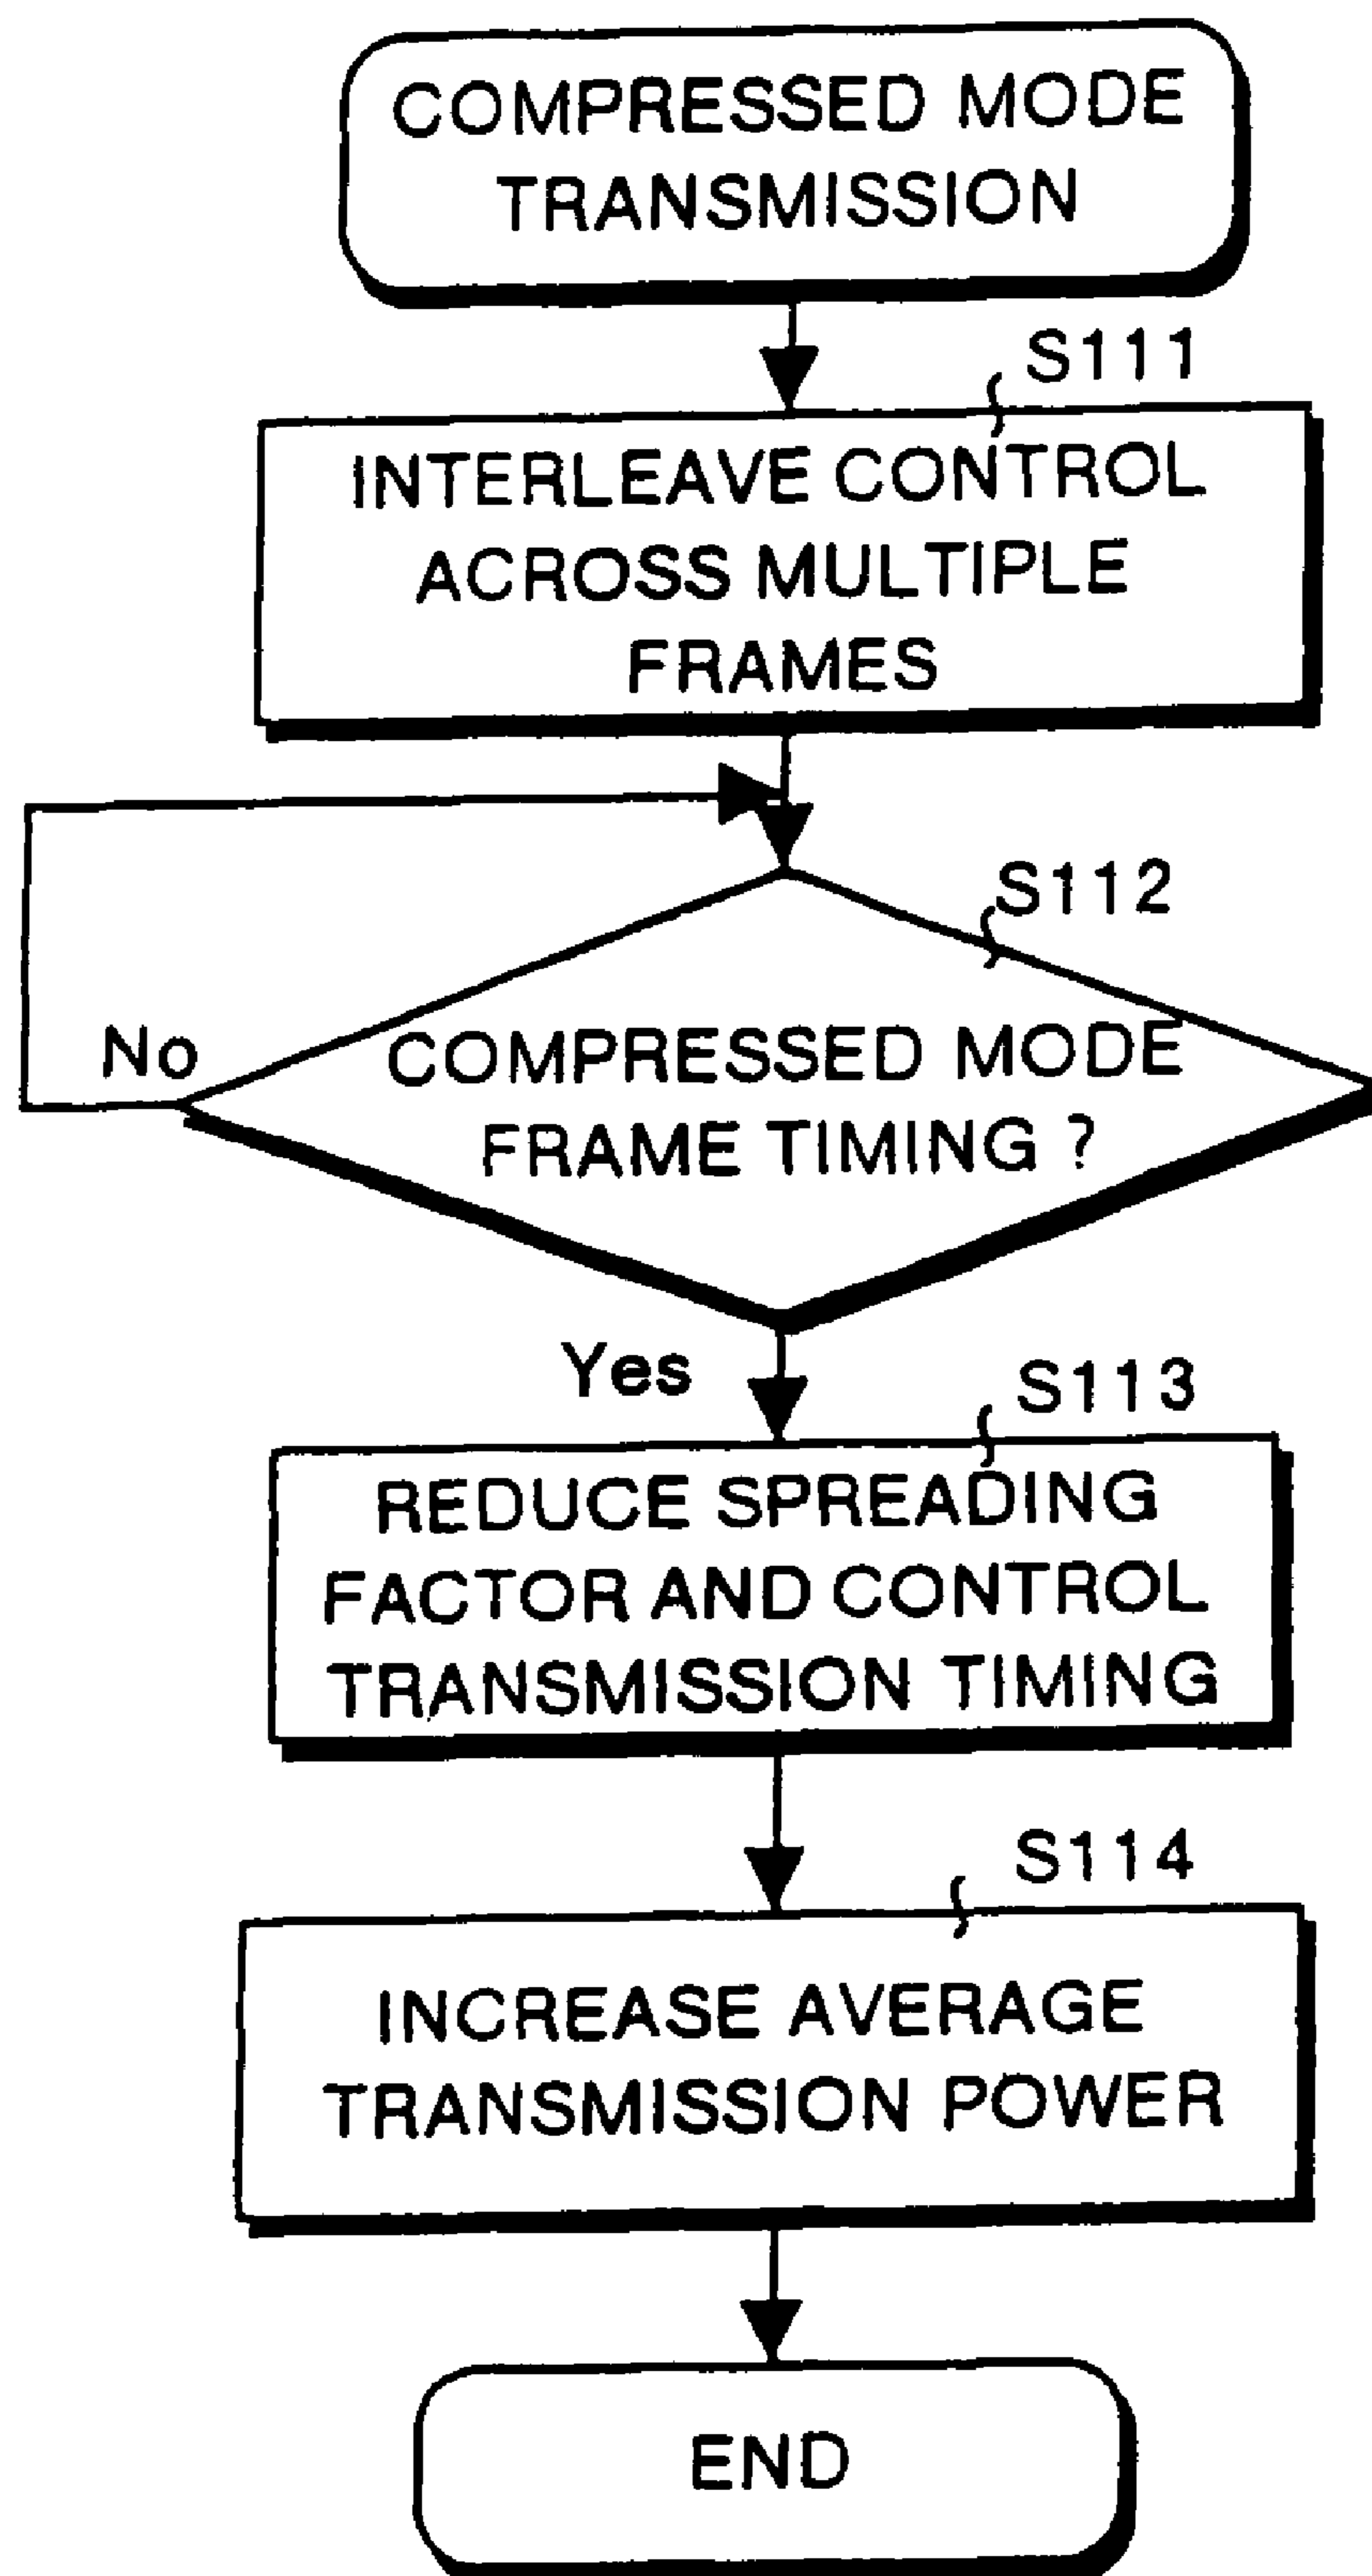 COMPRESSED MODE
TRANSMISSION
S111
INTERLEAVE CONTROL
ACROSS MULTIPLE
FRAMES
S112
No
COMPRESSED MODE
FRAME TIMING ?
Yes
S113
REDUCE SPREADING
FACTOR AND CONTROL
TRANSMISSION TIMING
S114
INCREASE AVERAGE
TRANSMISSION POWER
END